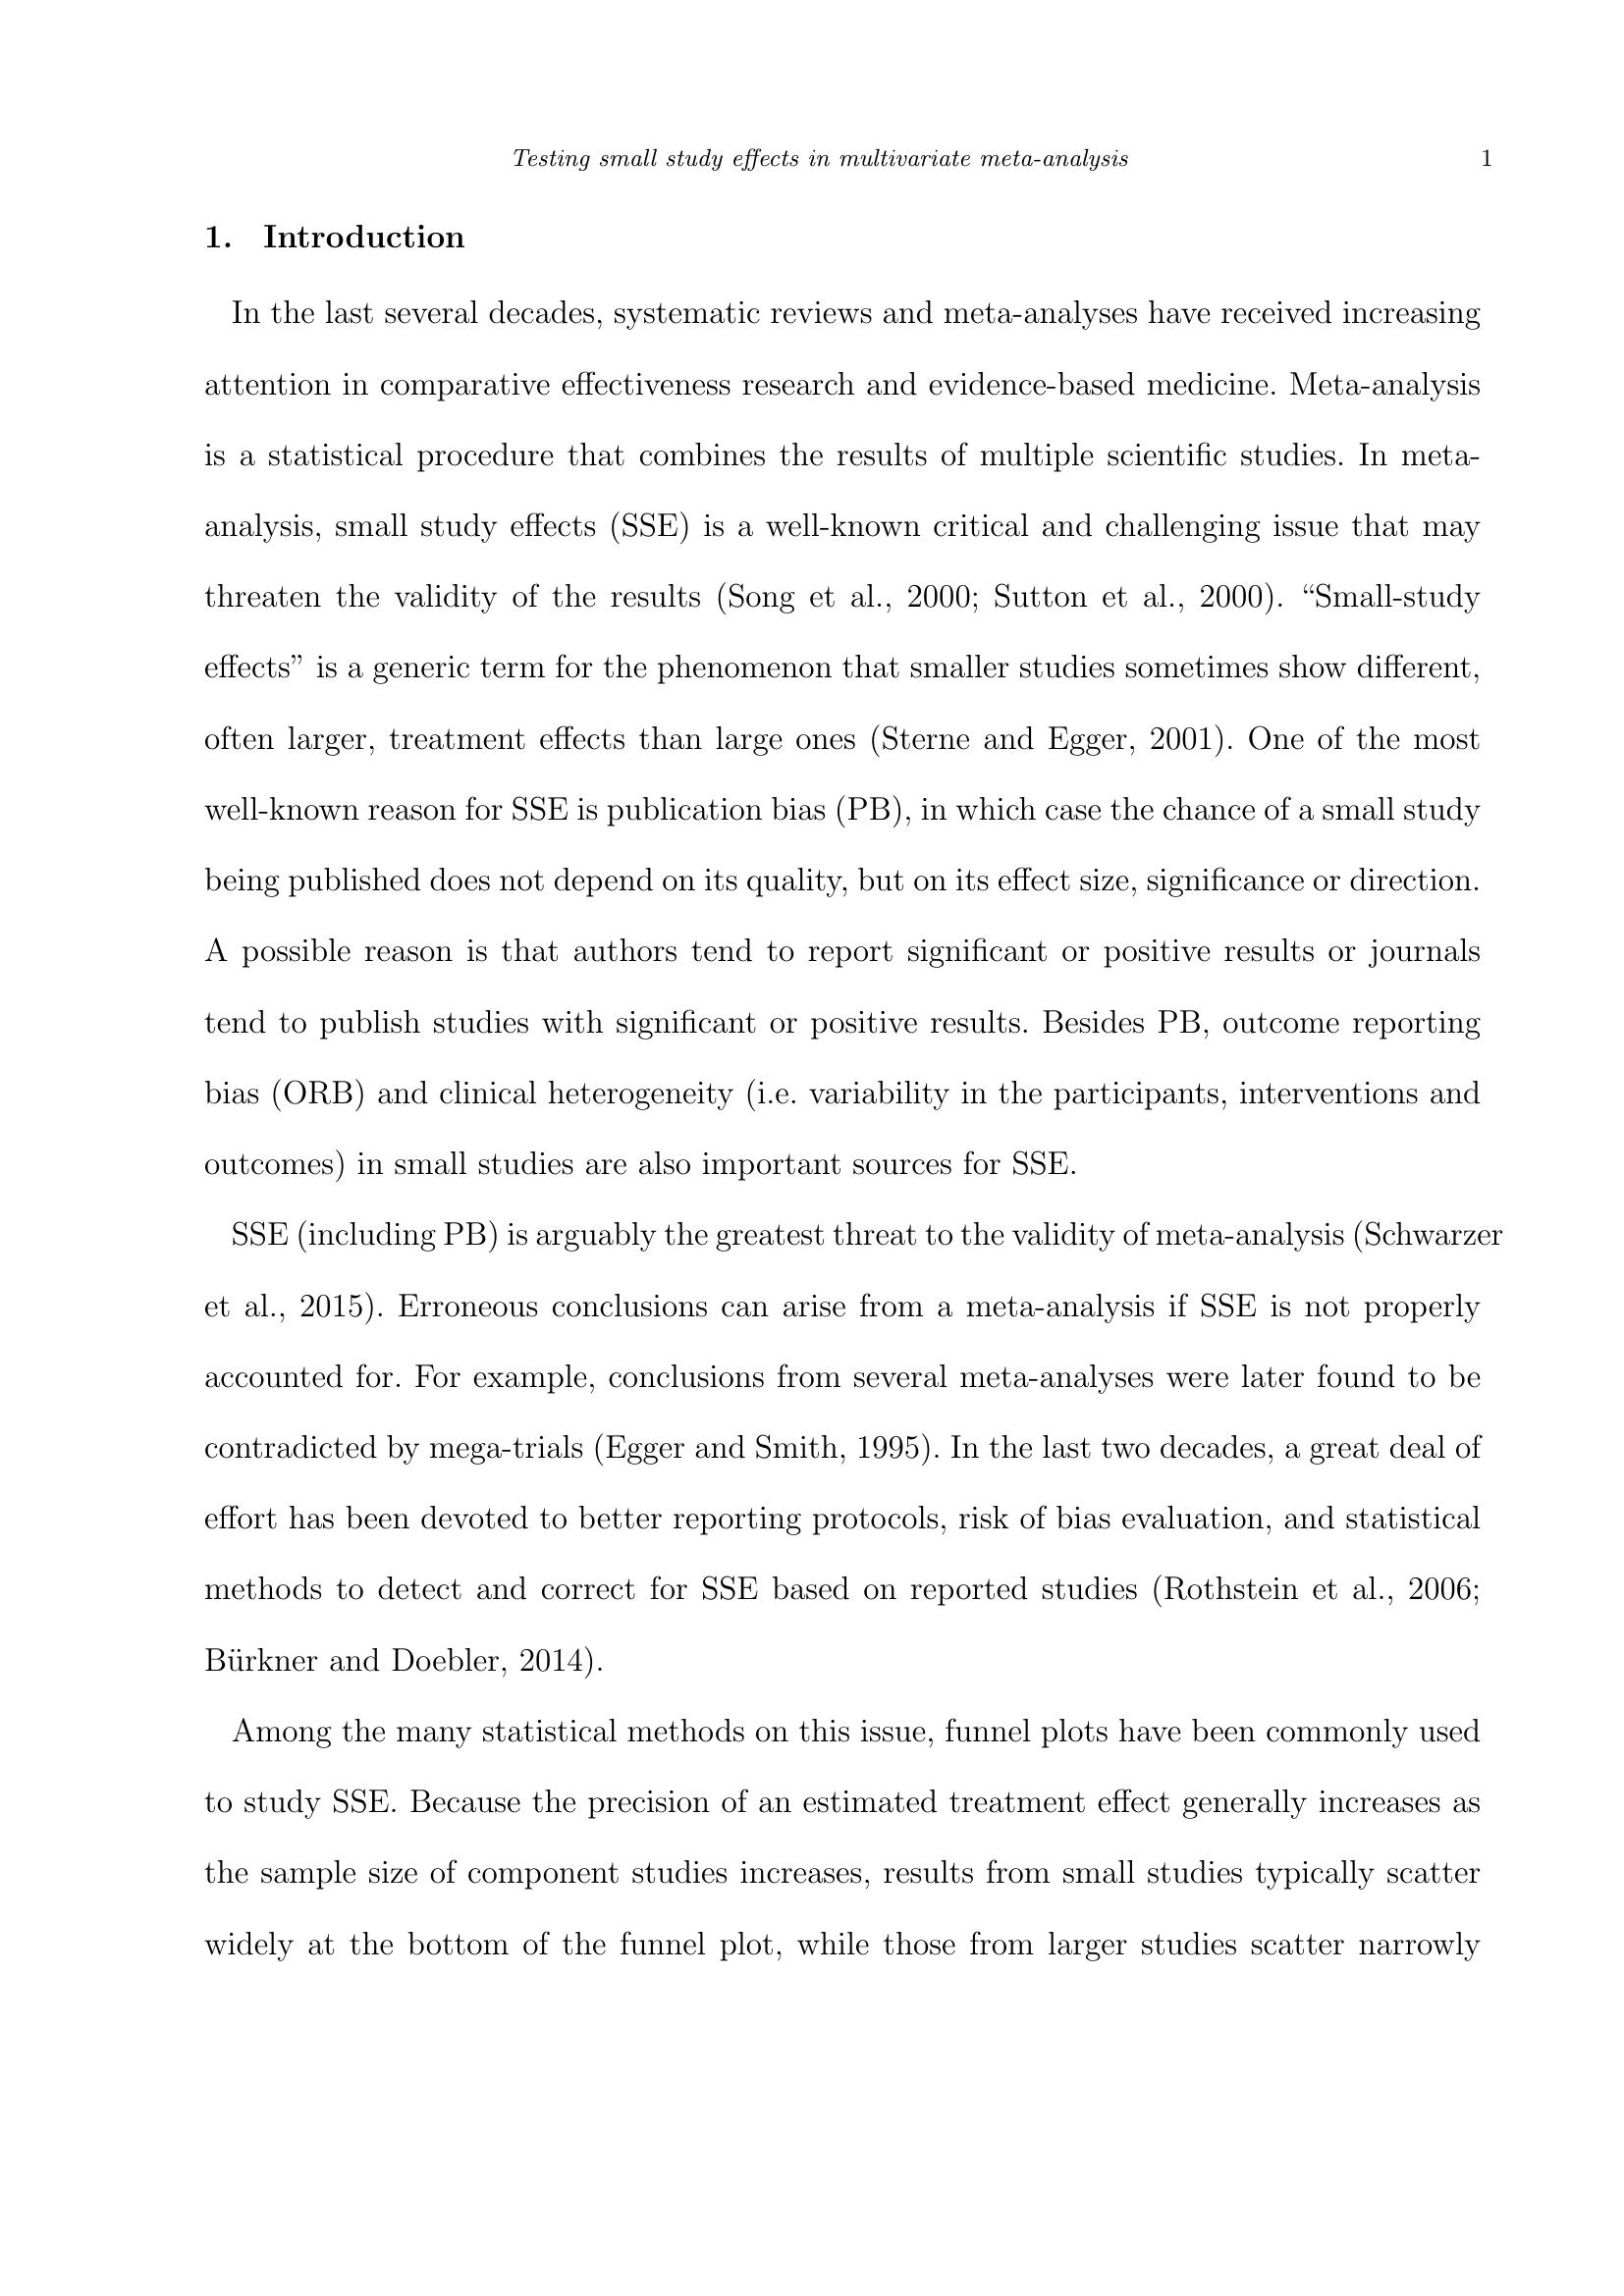 Testing small study effects in multivariate meta-analysis 1
1. Introduction
In the last several decades, systematic reviews and meta-analyses have received increasing
attention in comparative effectiveness research and evidence-based medicine. Meta-analysis
is a statistical procedure that combines the results of multiple scientific studies. In meta-
analysis, small study effects (SSE) is a well-known critical and challenging issue that may
threaten the validity of the results (Song et al., 2000; Sutton et al., 2000). “Small-study
effects” is a generic term for the phenomenon that smaller studies sometimes show different,
often larger, treatment effects than large ones (Sterne and Egger, 2001). One of the most
well-known reason for SSE is publication bias (PB), in which case the chance of a small study
being published does not depend on its quality, but on its effect size, significance or direction.
A possible reason is that authors tend to report significant or positive results or journals
tend to publish studies with significant or positive results. Besides PB, outcome reporting
bias (ORB) and clinical heterogeneity (i.e. variability in the participants, interventions and
outcomes) in small studies are also important sources for SSE.
SSE (including PB) is arguably the greatest threat to the validity of meta-analysis (Schwarzer
et al., 2015). Erroneous conclusions can arise from a meta-analysis if SSE is not properly
accounted for. For example, conclusions from several meta-analyses were later found to be
contradicted by mega-trials (Egger and Smith, 1995). In the last two decades, a great deal of
effort has been devoted to better reporting protocols, risk of bias evaluation, and statistical
methods to detect and correct for SSE based on reported studies (Rothstein et al., 2006;
Bürkner and Doebler, 2014).
Among the many statistical methods on this issue, funnel plots have been commonly used
to study SSE. Because the precision of an estimated treatment effect generally increases as
the sample size of component studies increases, results from small studies typically scatter
widely at the bottom of the funnel plot, while those from larger studies scatter narrowly